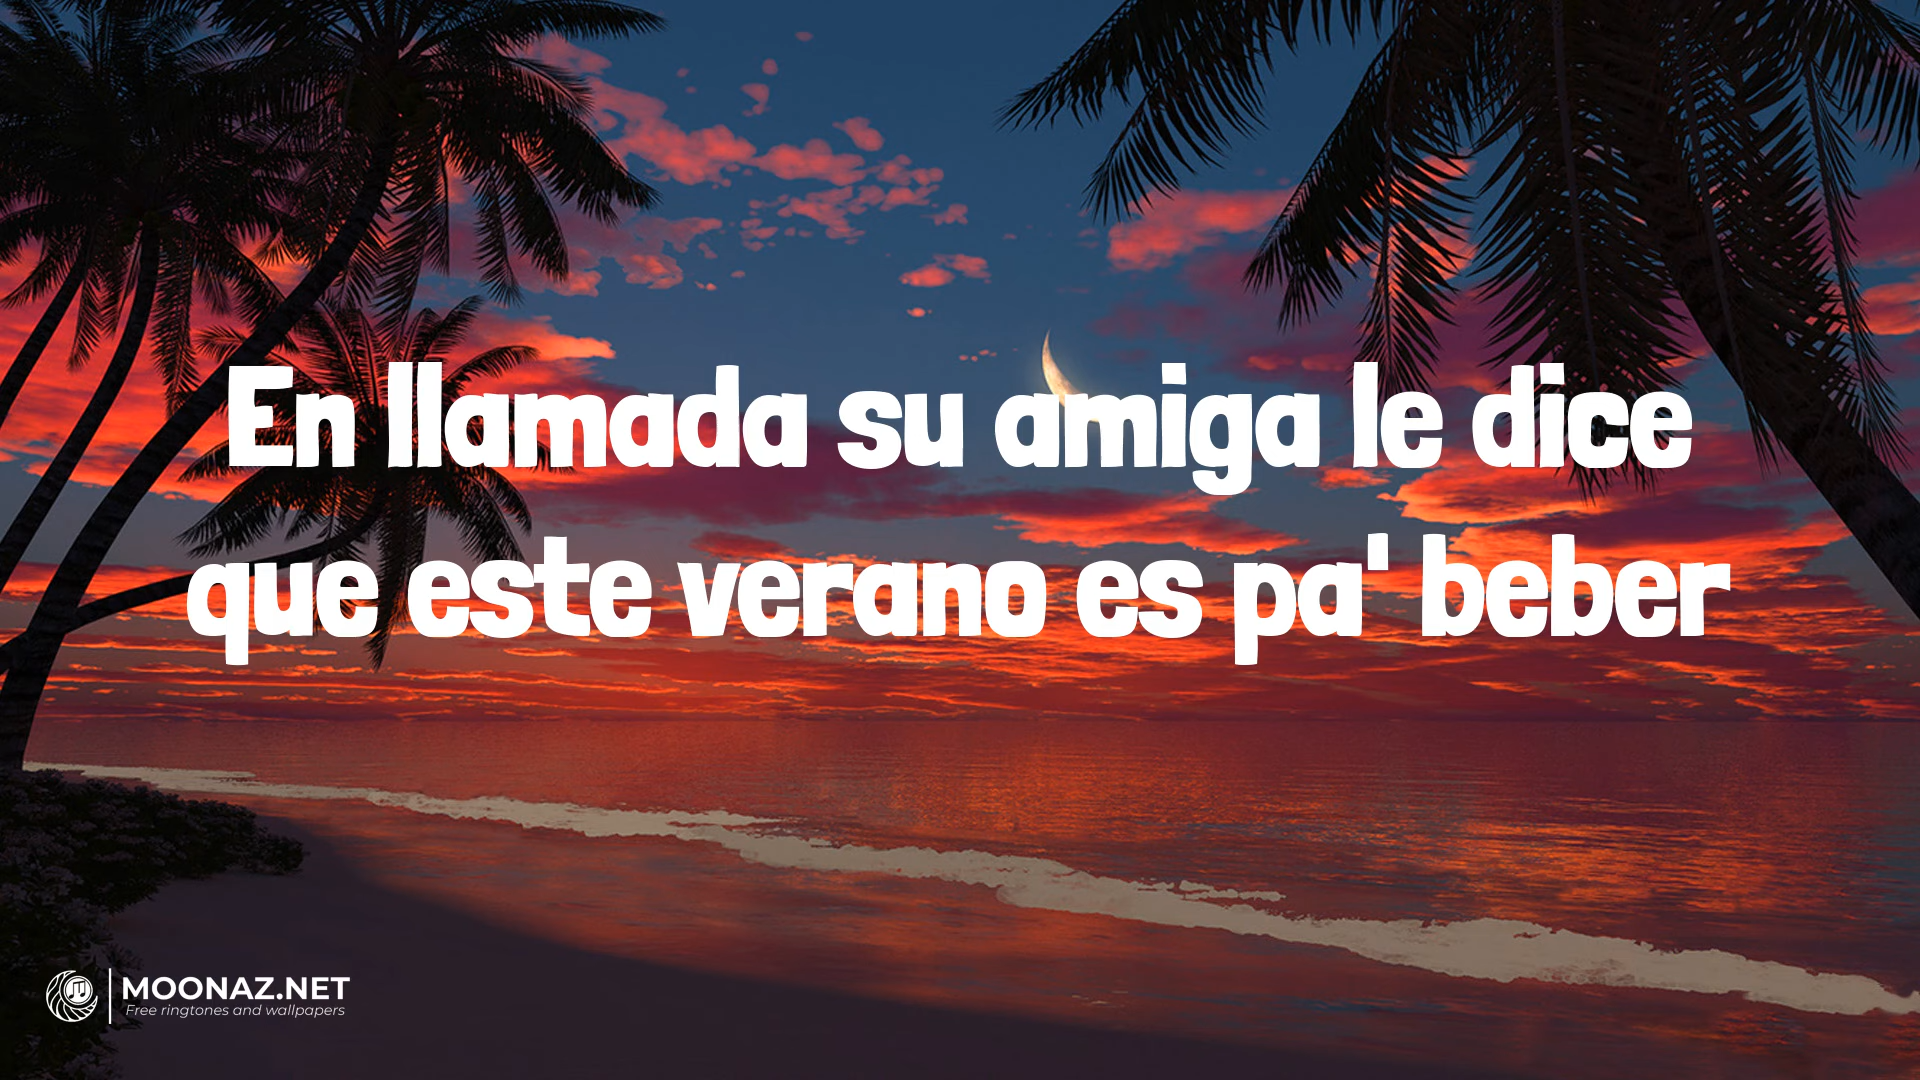 En llamada su amiga le dice
que este verano es pa' beber
MOONAZ.NET
Free ringtones and wallpapers